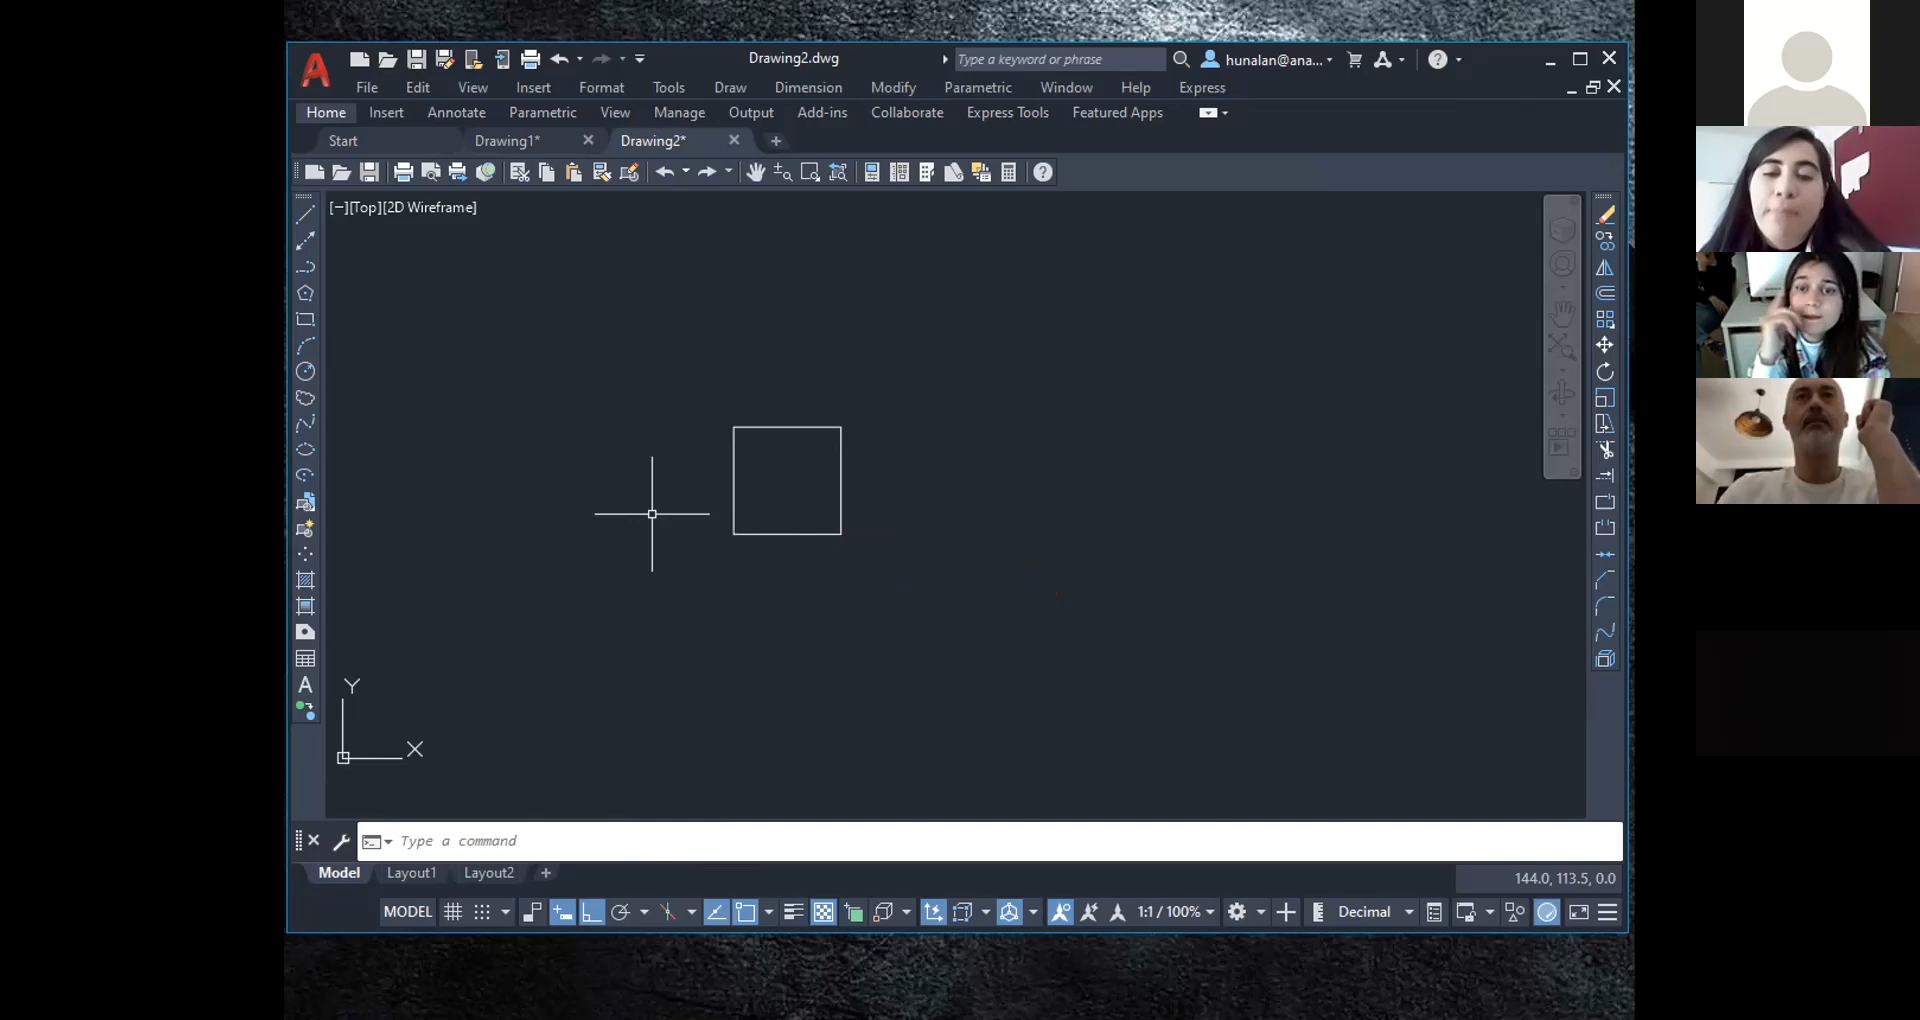 Drawing2.dwg Type a keyword or phrase hunalan@ana...
File Edit View Insert Format Tools Draw Dimension Modify Parametric Window Help Express
Home Insert Annotate Parametric View Manage Output Add-ins Collaborate Express Tools Featured Apps
Start Drawing1* Drawing2*
[−][Top][2D Wireframe]
Y
X
Type a command
Model Layout1 Layout2
144.0, 113.5, 0.0
MODEL 1:1 / 100% Decimal